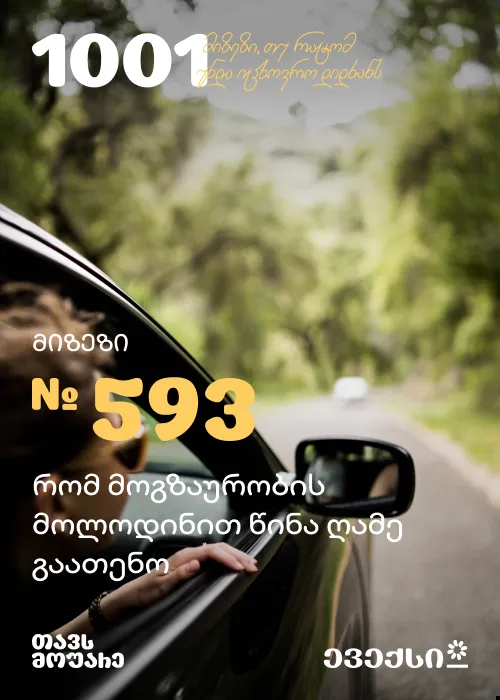 1001
მიზეზი, თუ რატომ
უნდა იცხოვრო დიდხანს
მიზეზი
№ 593
რომ მოგზაურობის
მოლოდინით წინა ღამე
გაათენო
თავს
მოუარე
ევექსი